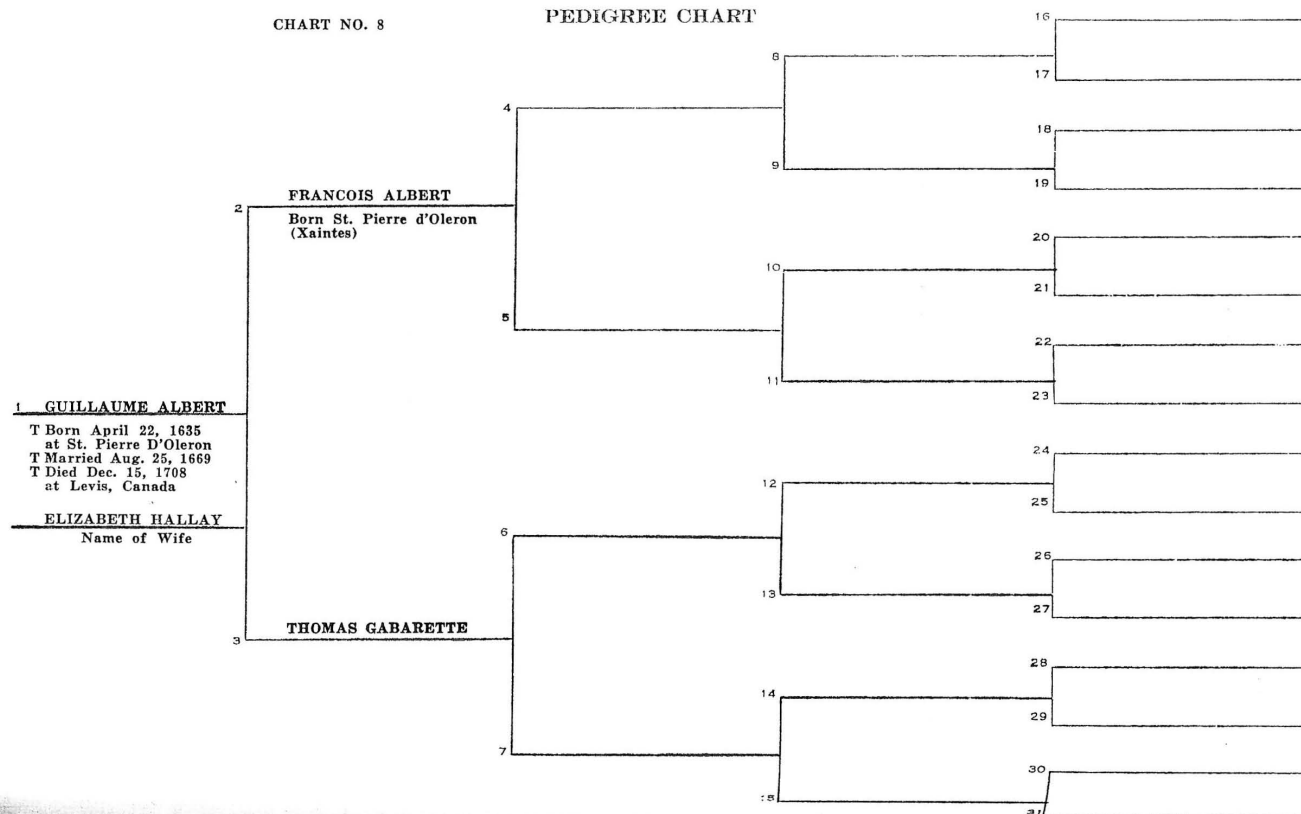 CHART NO. 8
PEDIGREE CHART
16
8
17
4
18
9
19
FRANCOIS ALBERT
2
Born St. Pierre d'Oleron
(Xaintes)
20
10
21
5
22
11
23
1 GUILLAUME ALBERT
T Born April 22, 1635
at St. Pierre D'Oleron
T Married Aug. 25, 1669
T Died Dec. 15, 1708
at Levis, Canada
24
12
25
ELIZABETH HALLAY
Name of Wife
6
26
13
27
THOMAS GABARETTE
3
28
14
29
7
30
15
31